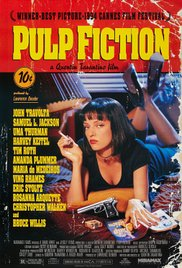 WINNER-BEST PICTURE-1994 CANNES FILM FESTIVAL
PULP FICTION
a Quentin Tarantino film
10¢
produced by
Lawrence Bender
JOHN TRAVOLTA
SAMUEL L. JACKSON
UMA THURMAN
HARVEY KEITEL
TIM ROTH
AMANDA PLUMMER
MARIA de MEDEIROS
VING RHAMES
ERIC STOLTZ
ROSANNA ARQUETTE
CHRISTOPHER WALKEN
and
BRUCE WILLIS
MIRAMAX